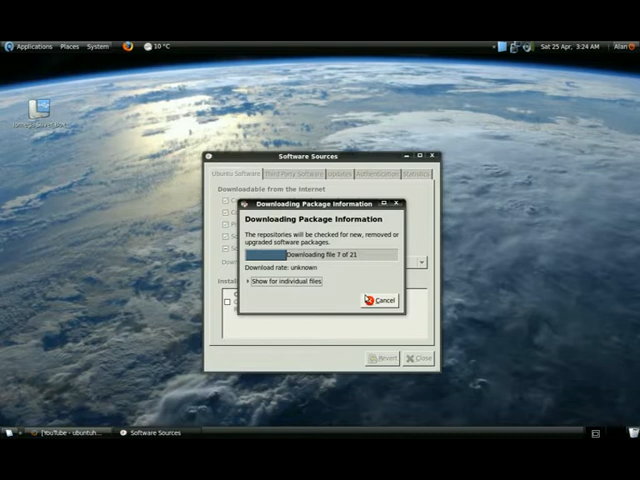 Applications Places System 10 °C Sat 25 Apr, 3:24 AM Alan
Software Sources
Ubuntu Software Third Party Software Updates Authentication Statistics
Downloadable from the Internet
Downloading Package Information
Downloading Package Information
The repositories will be checked for new, removed or
upgraded software packages.
Downloading file 7 of 21
Download rate: unknown
Show for individual files
Cancel
Revert Close
[YouTube - ubuntuh... Software Sources